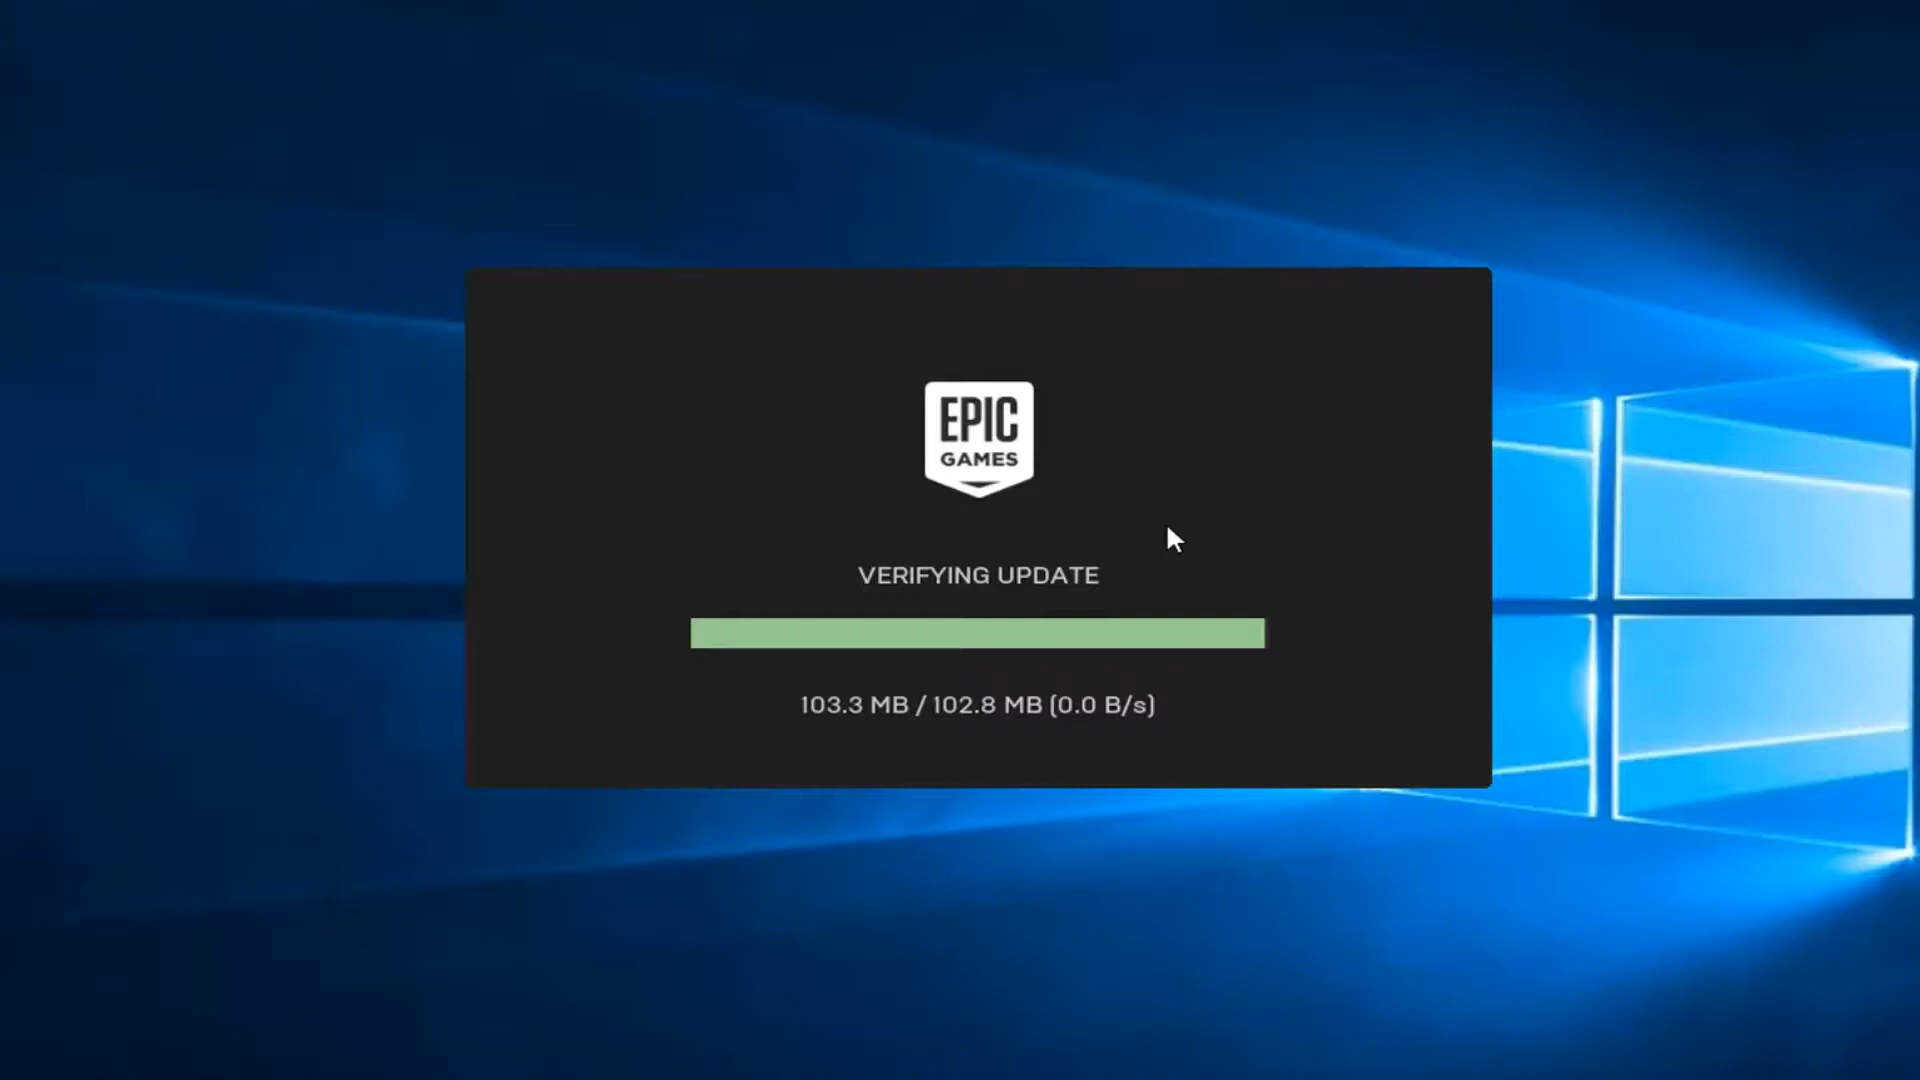 EPIC
GAMES
VERIFYING UPDATE
103.3 MB / 102.8 MB (0.0 B/s)